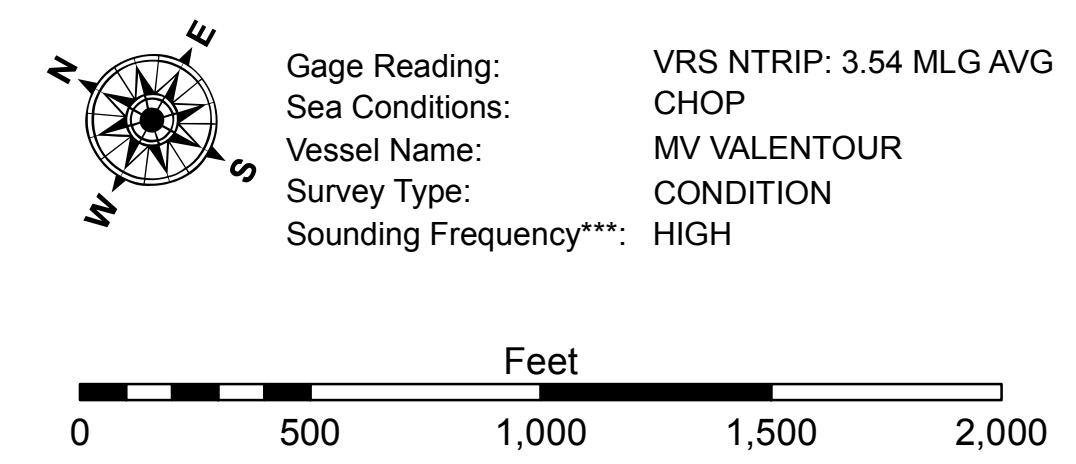 E
N
S
W
Gage Reading: VRS NTRIP: 3.54 MLG AVG
Sea Conditions: CHOP
Vessel Name: MV VALENTOUR
Survey Type: CONDITION
Sounding Frequency***: HIGH
Feet
0 500 1,000 1,500 2,000